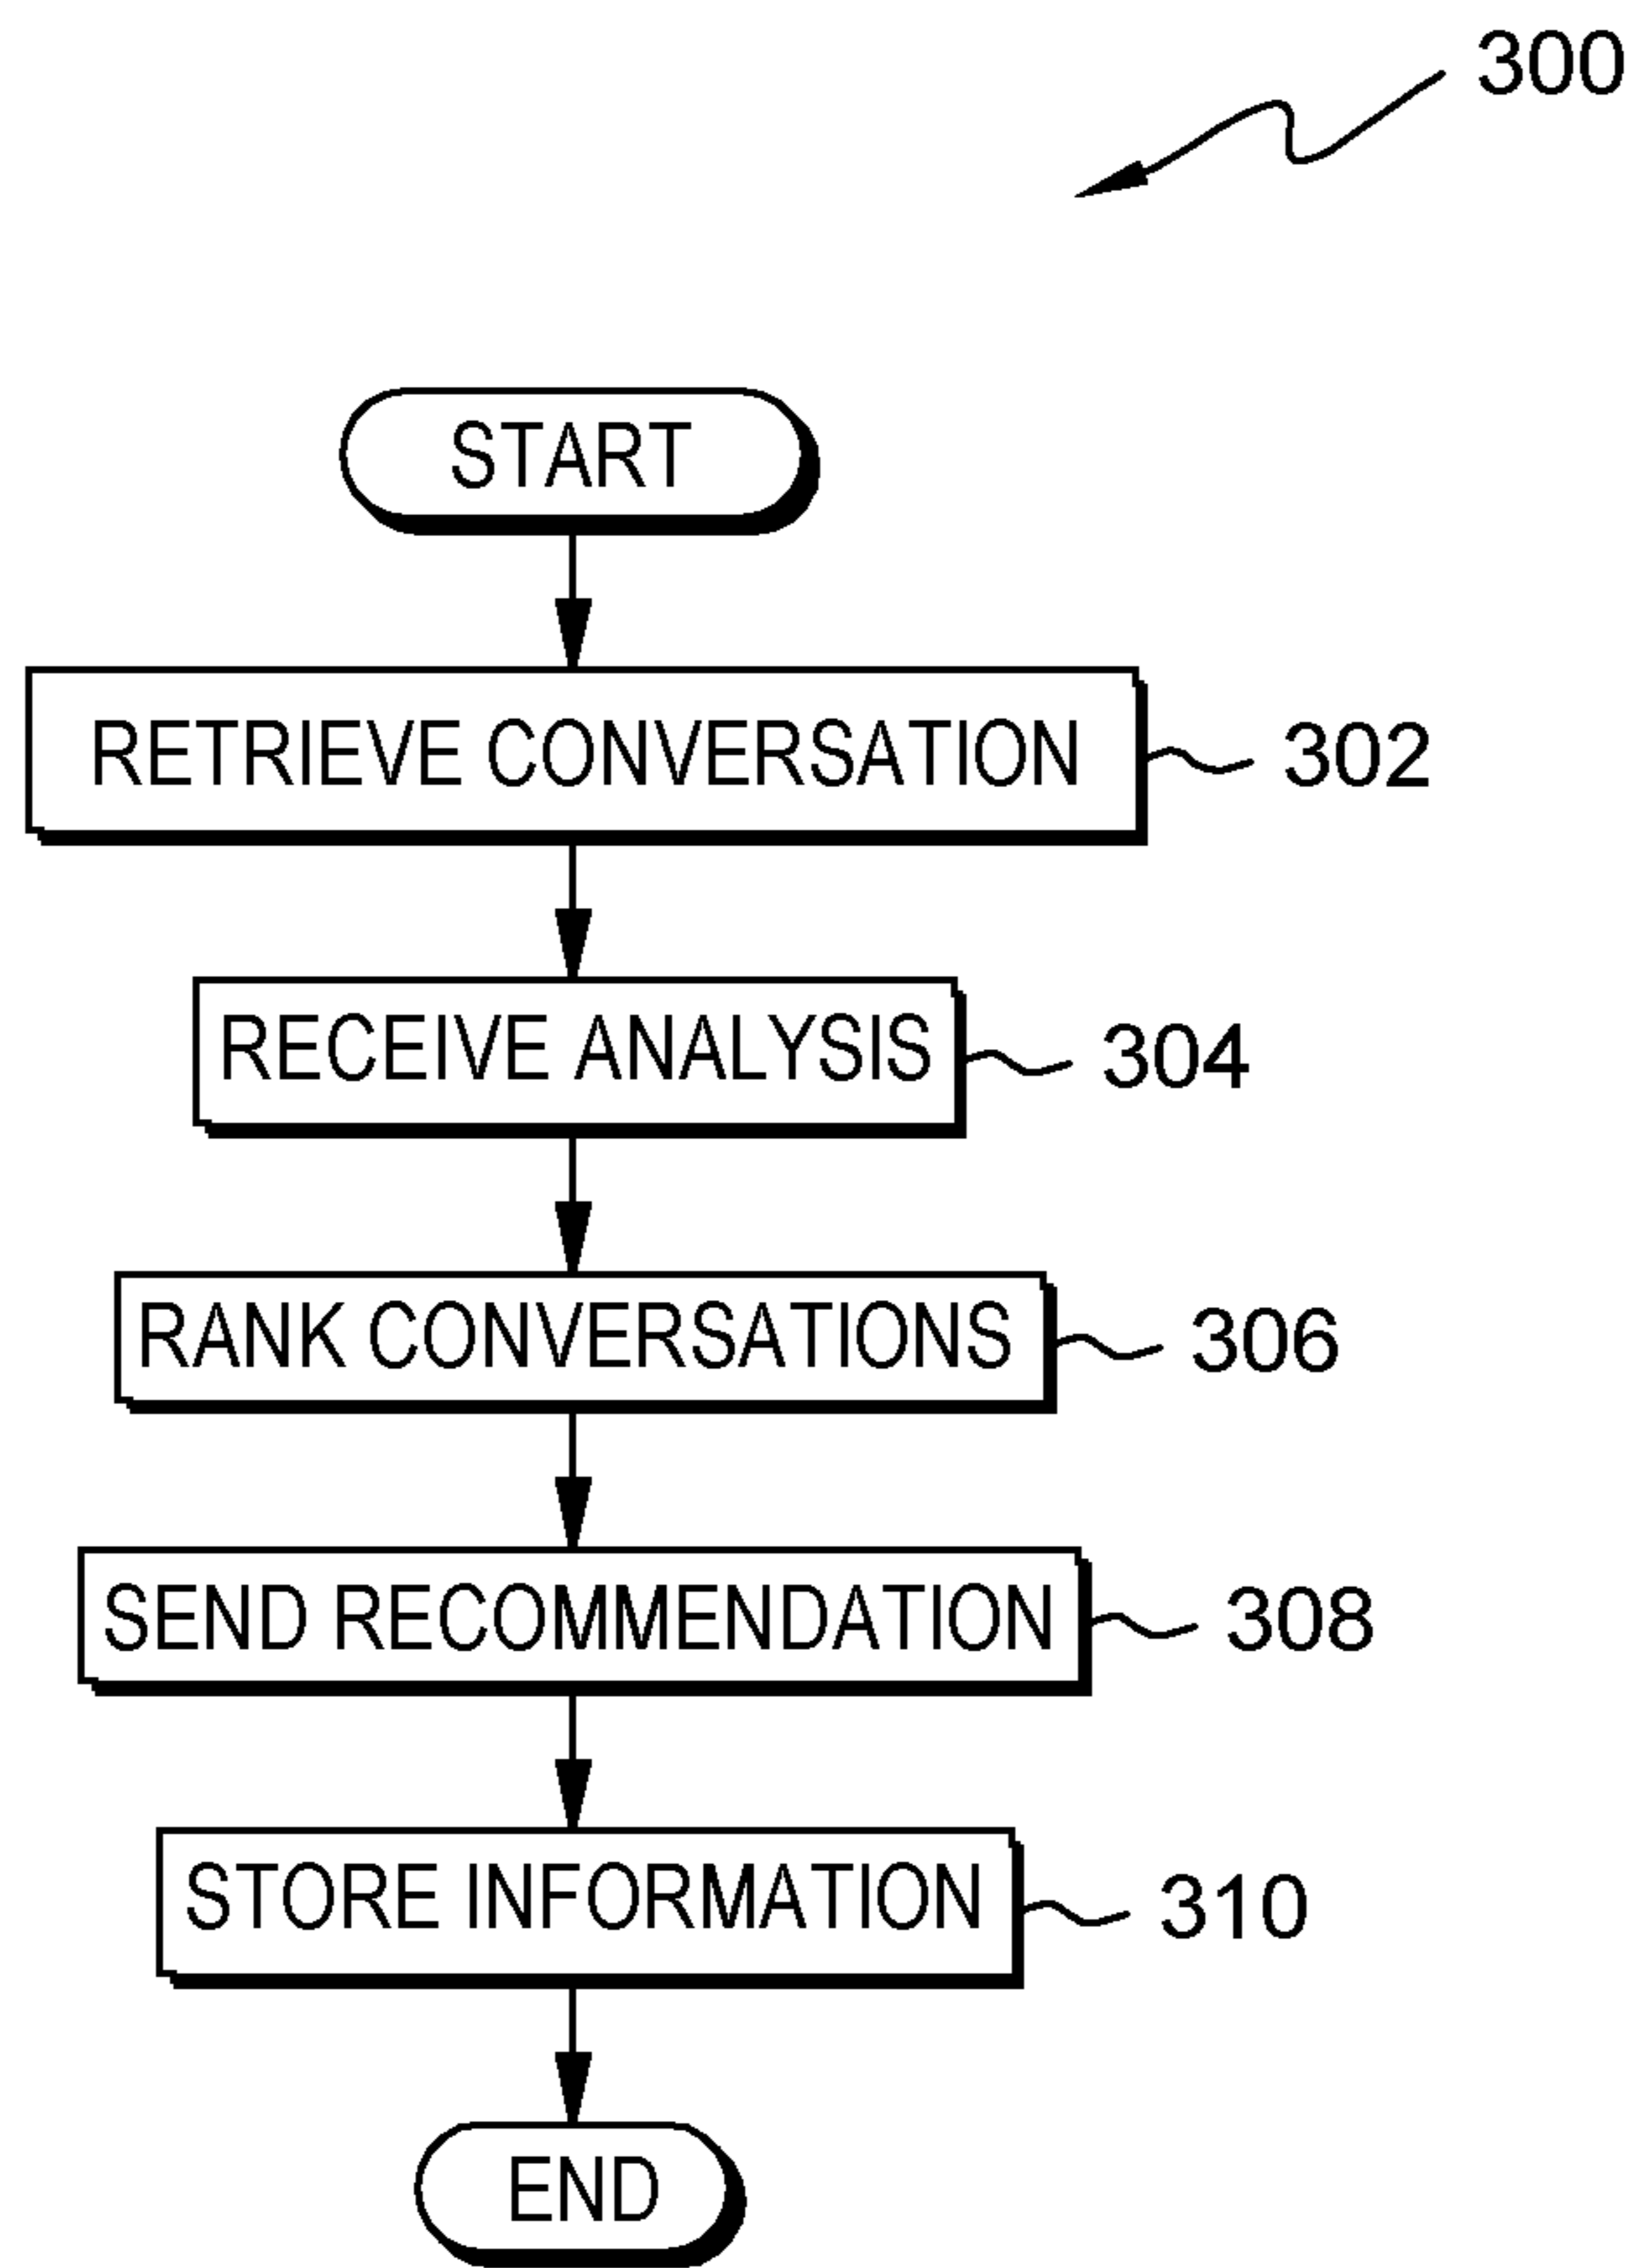 300
START
RETRIEVE CONVERSATION
302
RECEIVE ANALYSIS
304
RANK CONVERSATIONS
306
SEND RECOMMENDATION
308
STORE INFORMATION
310
END